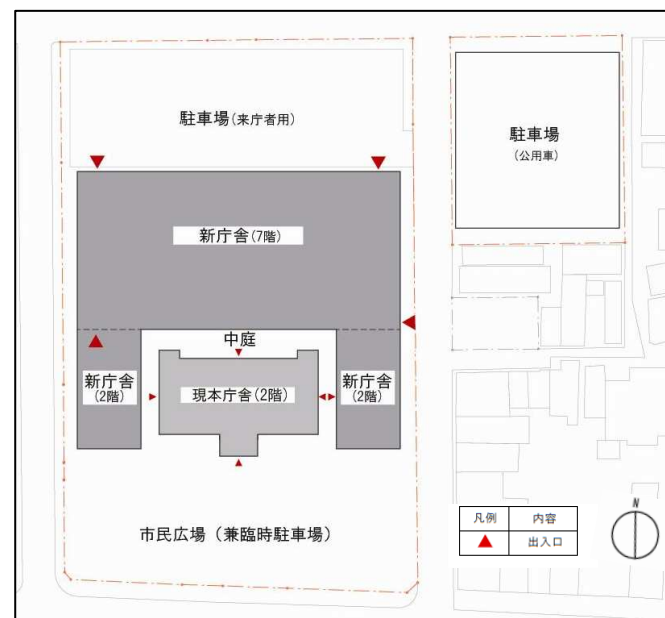 駐車場(来庁者用)
駐車場
(公用車)
新庁舎(7階)
中庭
新庁舎
(2階)
現本庁舎(2階)
新庁舎
(2階)
市民広場（兼臨時駐車場）
凡例 内容
出入口
N